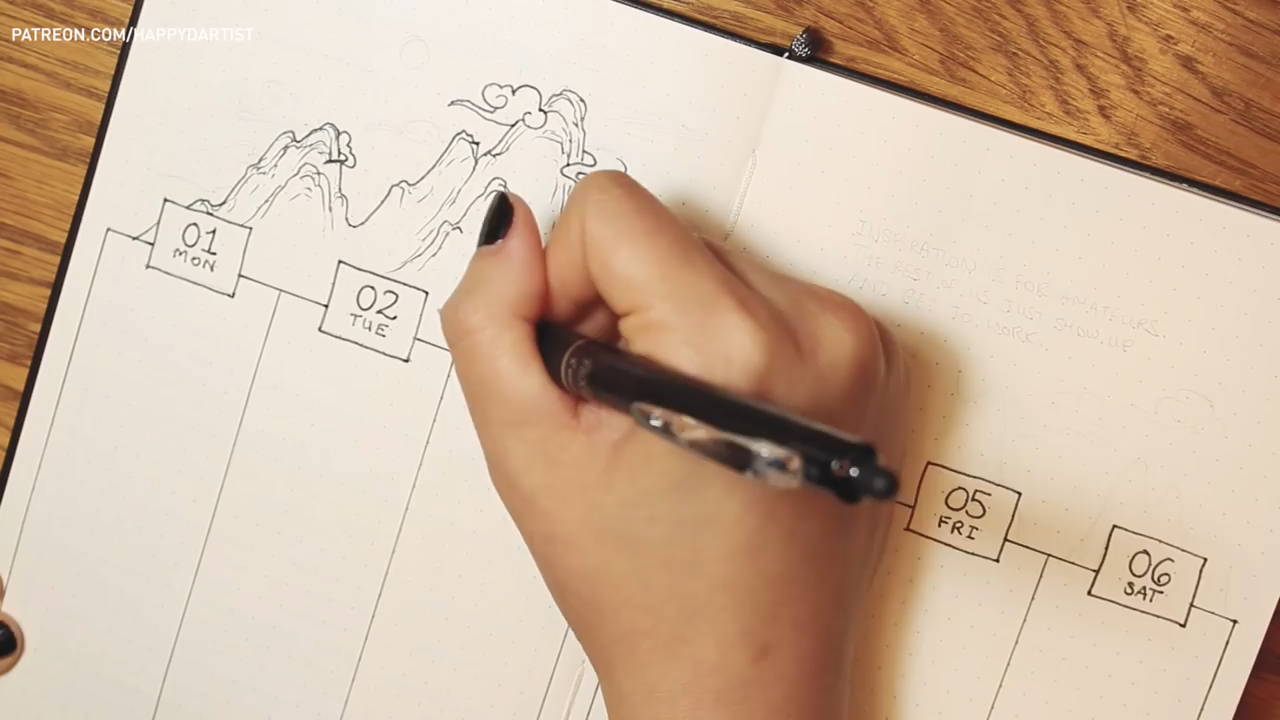 PATREON.COM/HAPPYDARTIST
01
MON
02
TUE
INSPIRATION IS FOR AMATEURS.
THE REST OF US JUST SHOW UP
AND GET TO WORK.
05
FRI
06
SAT